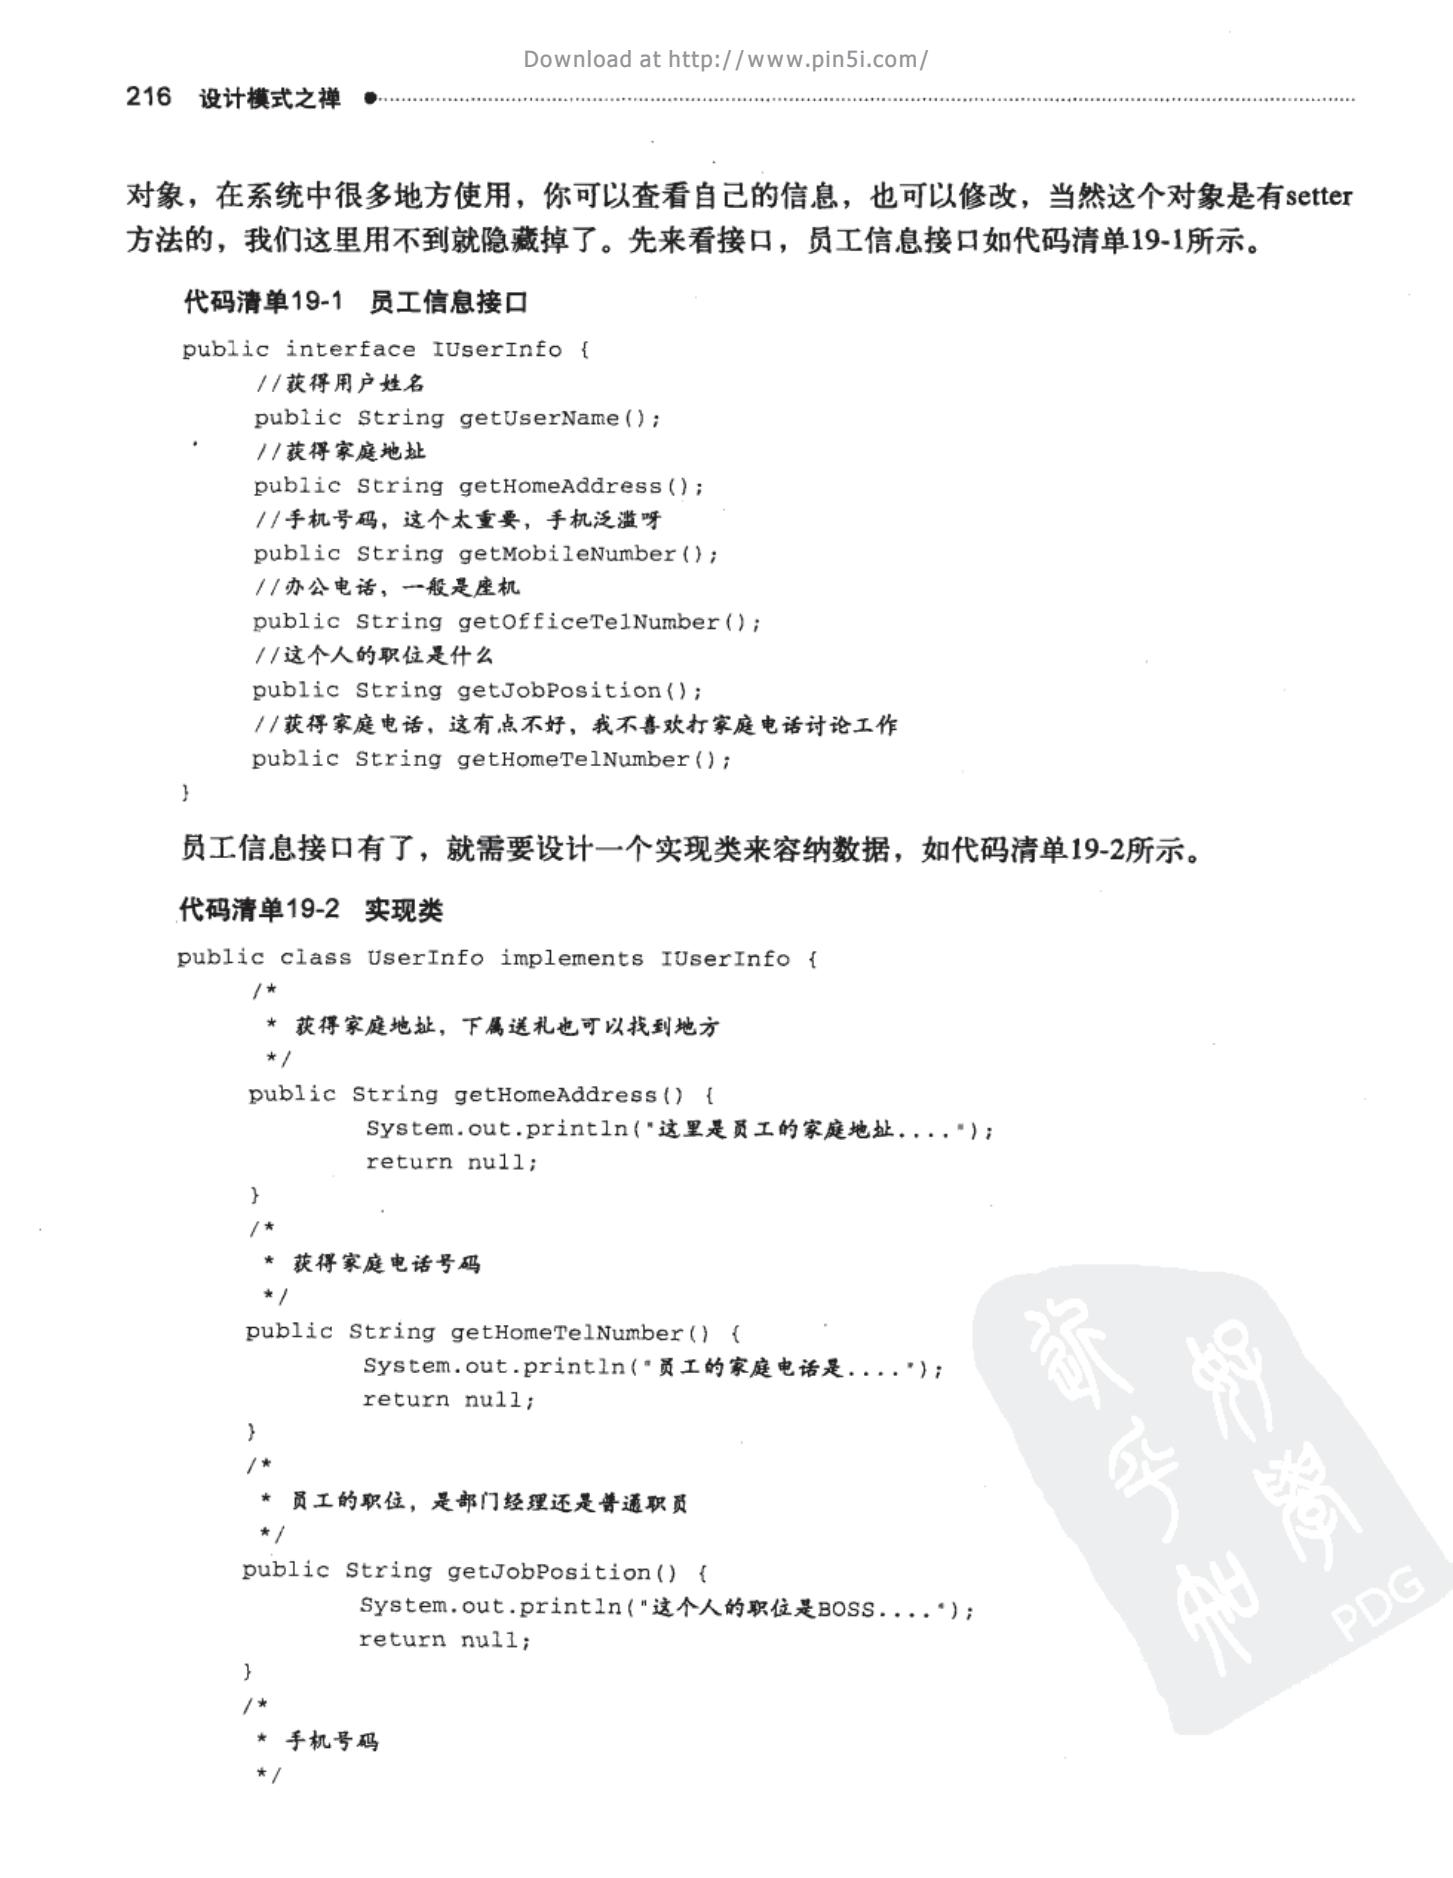 Download at http://www.pin5i.com/
216 设计模式之禅
对象，在系统中很多地方使用，你可以查看自己的信息，也可以修改，当然这个对象是有setter
方法的，我们这里用不到就隐藏掉了。先来看接口，员工信息接口如代码清单19-1所示。
代码清单19-1 员工信息接口
public interface IUserInfo {
//获得用户姓名
public String getUserName();
//获得家庭地址
public String getHomeAddress();
//手机号码，这个太重要，手机泛滥呀
public String getMobileNumber();
//办公电话，一般是座机
public String getOfficeTelNumber();
//这个人的职位是什么
public String getJobPosition();
//获得家庭电话，这有点不好，我不喜欢打家庭电话讨论工作
public String getHomeTelNumber();
}
员工信息接口有了，就需要设计一个实现类来容纳数据，如代码清单19-2所示。
代码清单19-2 实现类
public class UserInfo implements IUserInfo {
/*
* 获得家庭地址，下属送礼也可以找到地方
*/
public String getHomeAddress() {
System.out.println("这里是员工的家庭地址....");
return null;
}
/*
* 获得家庭电话号码
*/
public String getHomeTelNumber() {
System.out.println("员工的家庭电话是....");
return null;
}
/*
* 员工的职位，是部门经理还是普通职员
*/
public String getJobPosition() {
System.out.println("这个人的职位是BOSS....");
return null;
}
/*
* 手机号码
*/
PDG